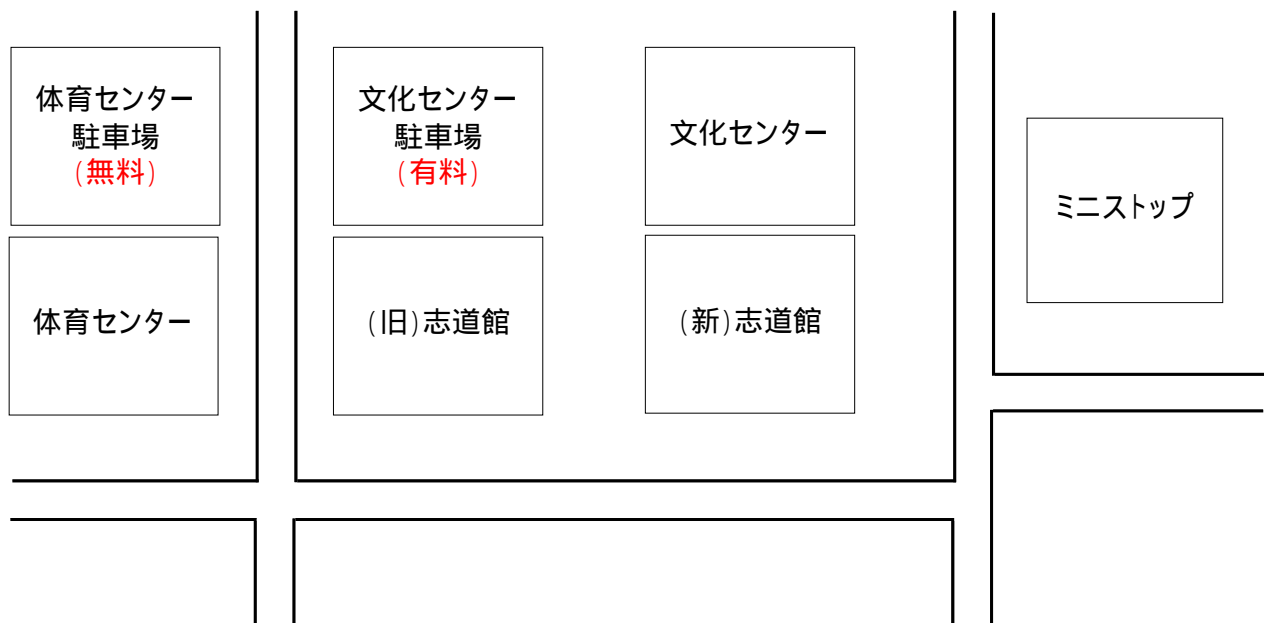 体育センター
駐車場
(無料)
文化センター
駐車場
(有料)
文化センター
ミニストップ
体育センター
(旧)志道館
(新)志道館